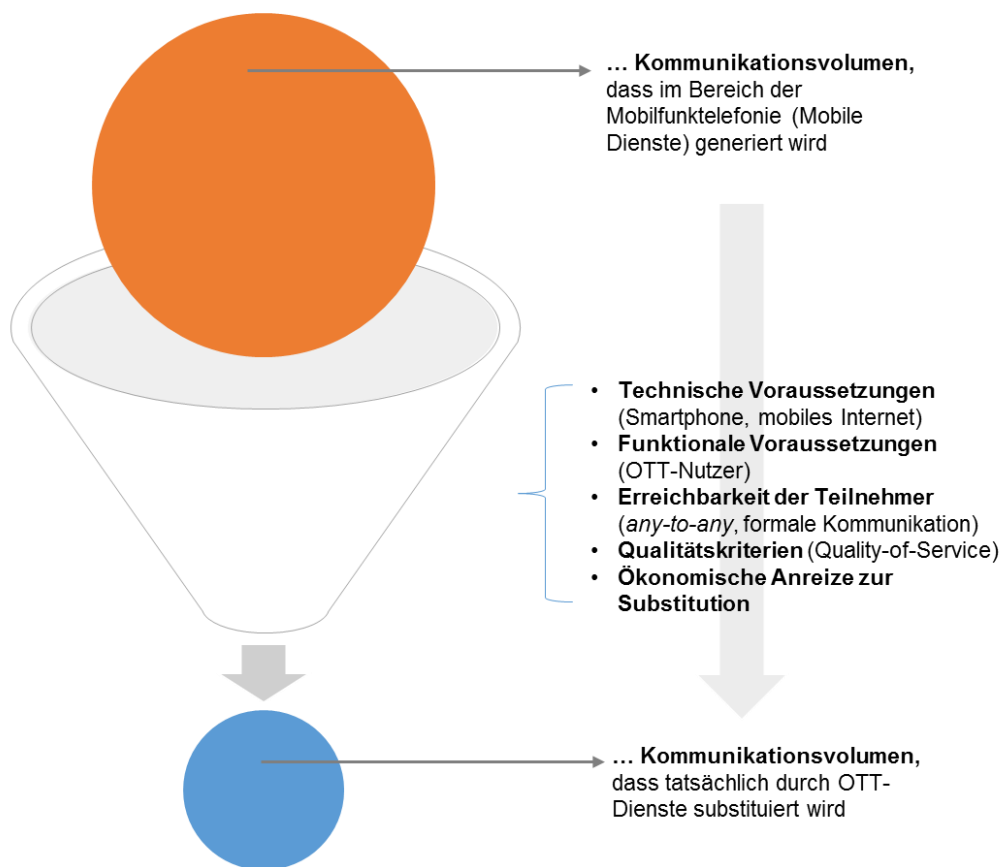 ... Kommunikationsvolumen,
dass im Bereich der
Mobilfunktelefonie (Mobile
Dienste) generiert wird
• Technische Voraussetzungen
(Smartphone, mobiles Internet)
• Funktionale Voraussetzungen
(OTT-Nutzer)
• Erreichbarkeit der Teilnehmer
(any-to-any, formale Kommunikation)
• Qualitätskriterien (Quality-of-Service)
• Ökonomische Anreize zur
Substitution
... Kommunikationsvolumen,
dass tatsächlich durch OTT-
Dienste substituiert wird